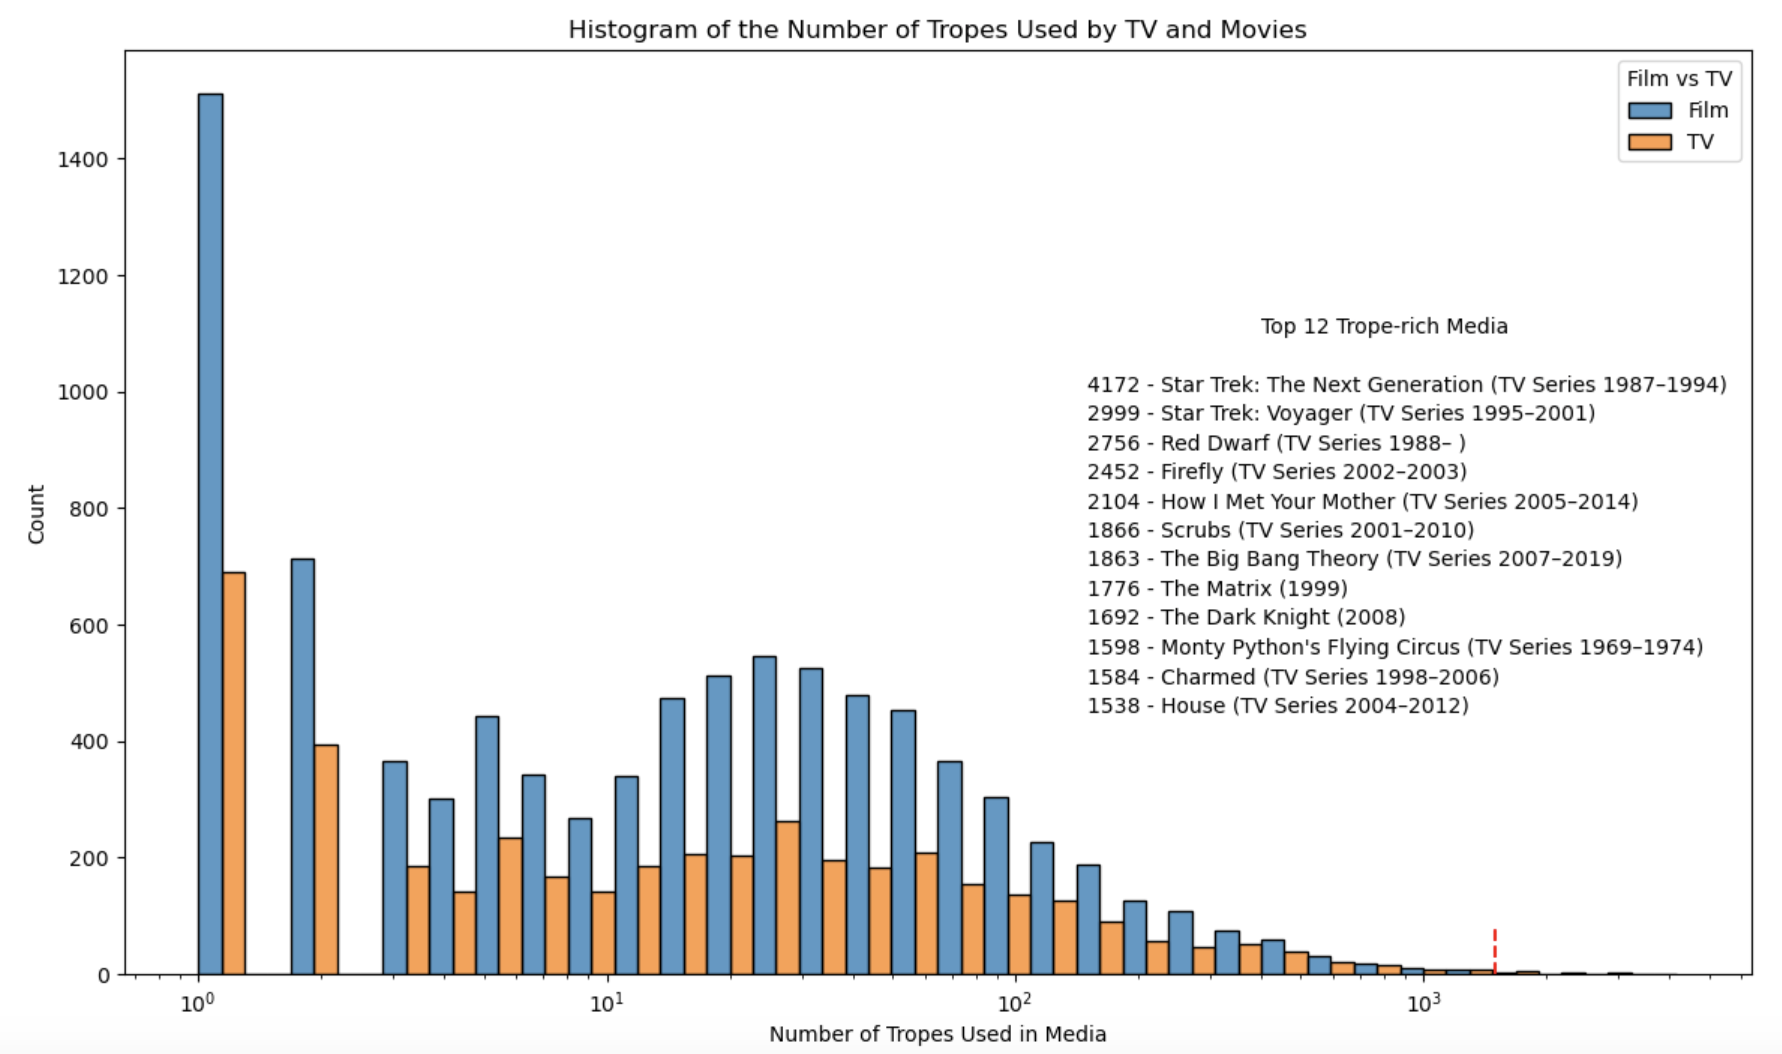 Histogram of the Number of Tropes Used by TV and Movies
Film vs TV
Film
TV
1400
1200
1000
800
600
400
200
0
Count
Top 12 Trope-rich Media
4172 - Star Trek: The Next Generation (TV Series 1987–1994)
2999 - Star Trek: Voyager (TV Series 1995–2001)
2756 - Red Dwarf (TV Series 1988– )
2452 - Firefly (TV Series 2002–2003)
2104 - How I Met Your Mother (TV Series 2005–2014)
1866 - Scrubs (TV Series 2001–2010)
1863 - The Big Bang Theory (TV Series 2007–2019)
1776 - The Matrix (1999)
1692 - The Dark Knight (2008)
1598 - Monty Python's Flying Circus (TV Series 1969–1974)
1584 - Charmed (TV Series 1998–2006)
1538 - House (TV Series 2004–2012)
10⁰ 10¹ 10² 10³
Number of Tropes Used in Media